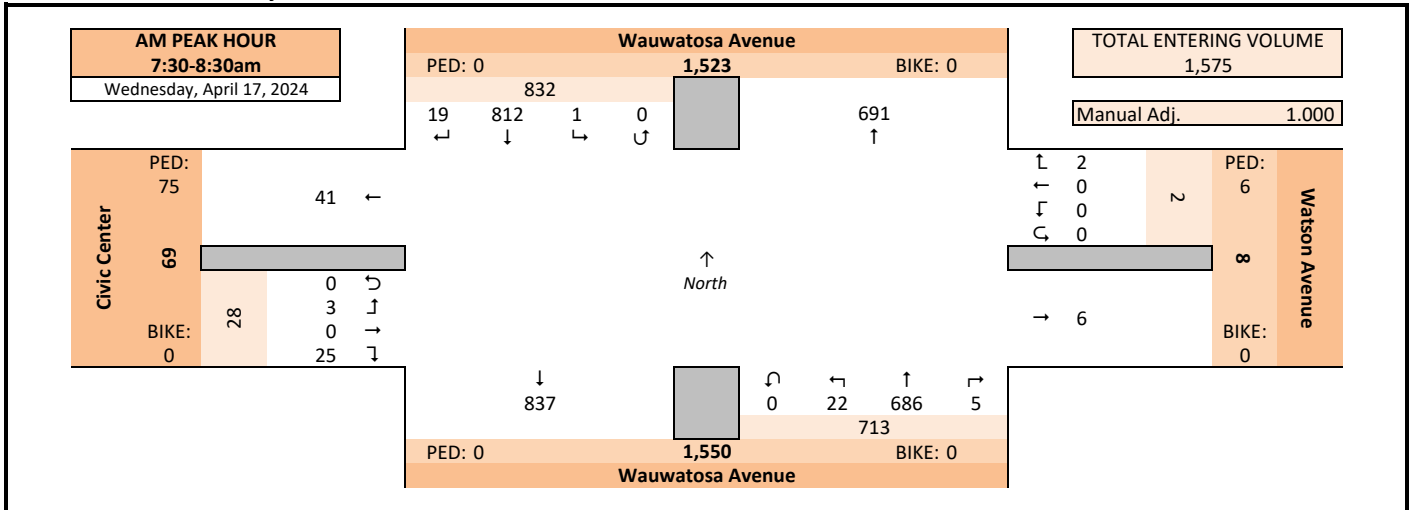 AM PEAK HOUR
7:30-8:30am
Wednesday, April 17, 2024
Wauwatosa Avenue
PED: 0 1,523 BIKE: 0
832
19 812 1 0
↵ ↓ ↳ ↺
691
↑
TOTAL ENTERING VOLUME
1,575
Manual Adj. 1.000
Civic Center
PED:
75
69
BIKE:
0
41 ←
28
0 ⮌
3 ⮥
0 →
25 ⮧
↑
North
↑ 2
← 0
↓ 0
⮎ 0
2
→ 6
PED:
6
8
BIKE:
0
Watson Avenue
↓
837
↶ ↰ ↑ ↱
0 22 686 5
713
PED: 0 1,550 BIKE: 0
Wauwatosa Avenue